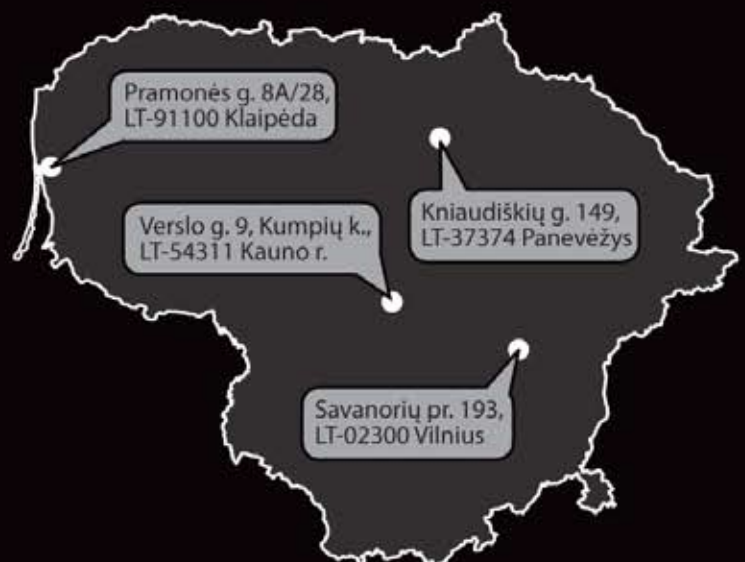 Pramonės g. 8A/28,
LT-91100 Klaipėda
Kniaudiškių g. 149,
LT-37374 Panevėžys
Verslo g. 9, Kumpių k.,
LT-54311 Kauno r.
Savanorių pr. 193,
LT-02300 Vilnius